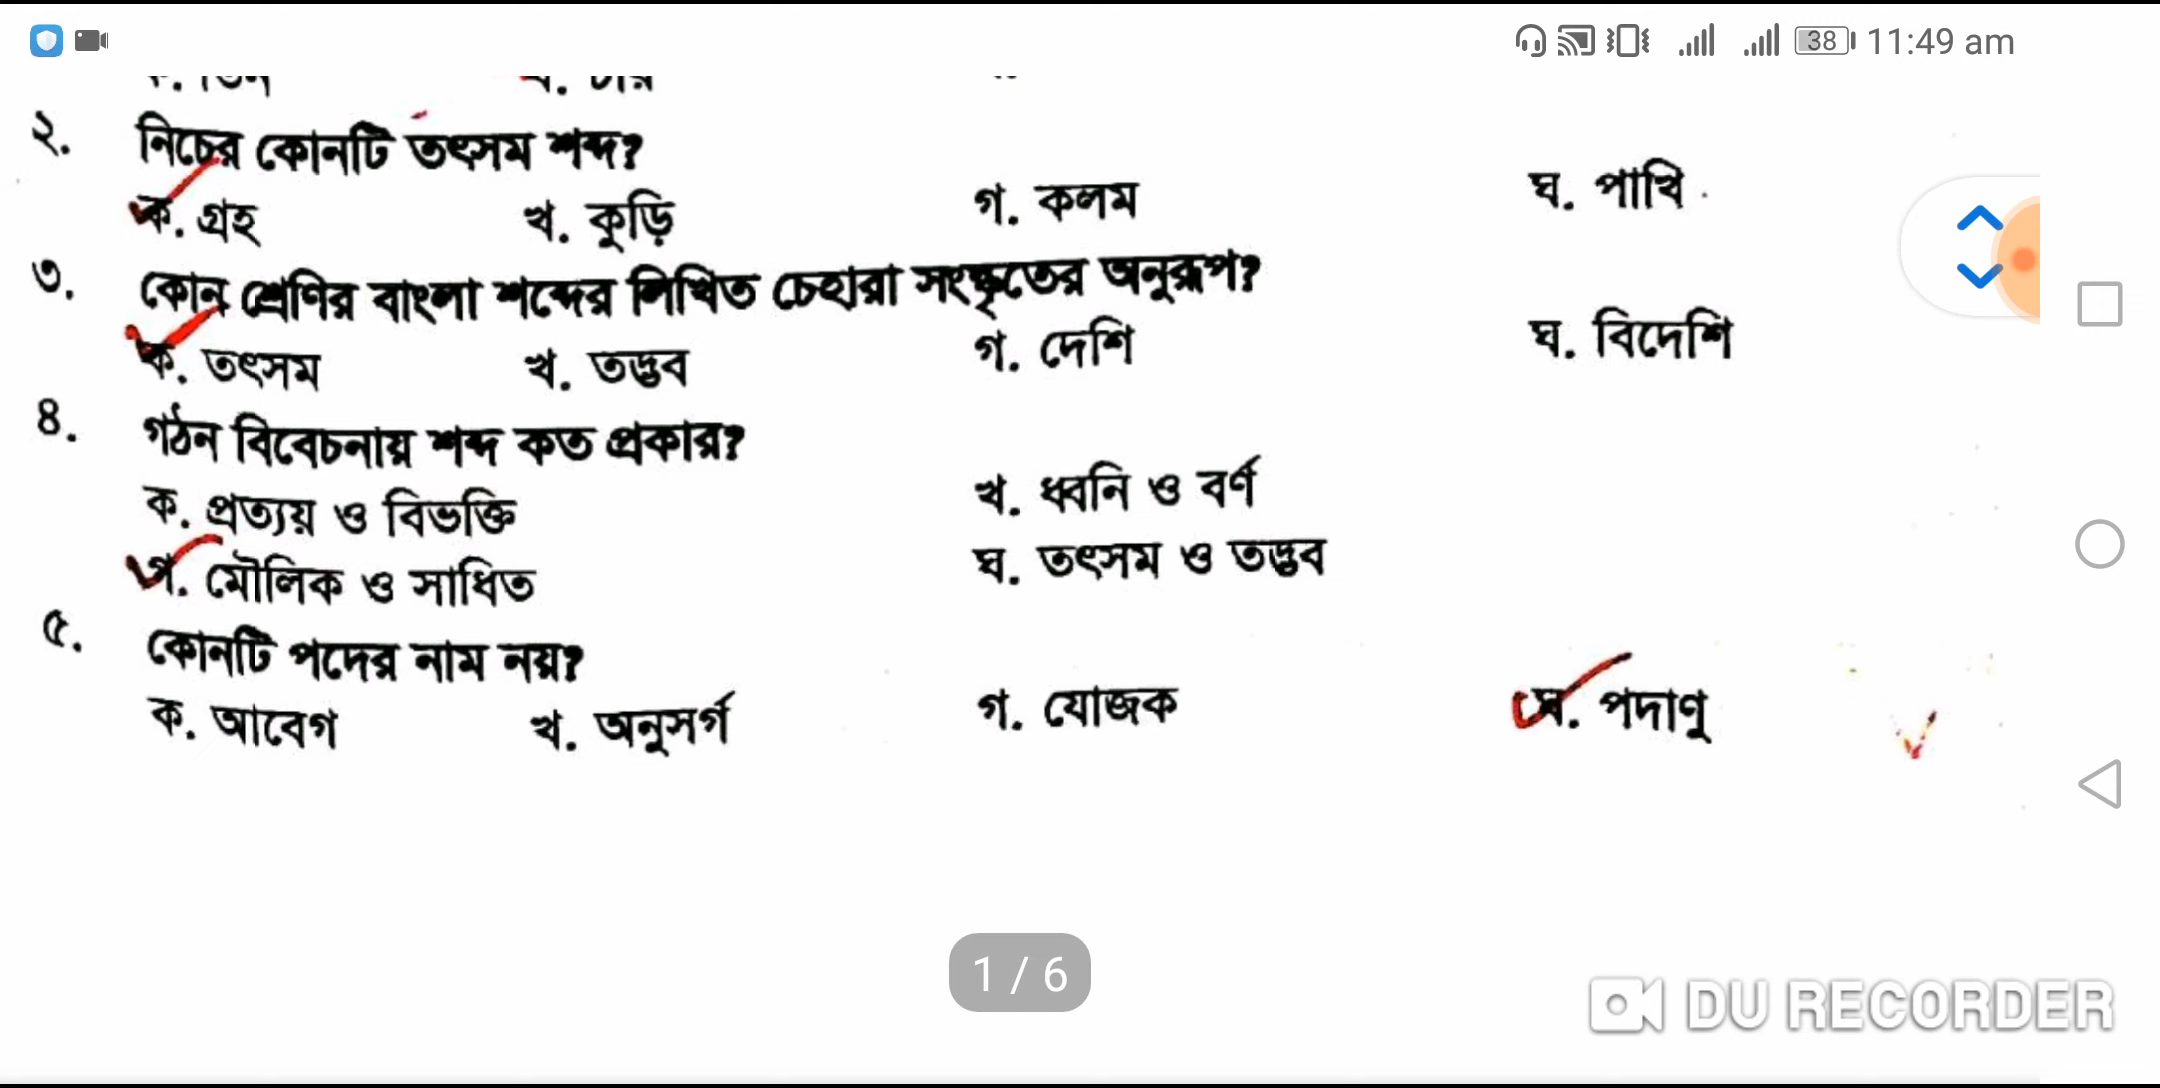 38 11:49 am
২. নিচের কোনটি তৎসম শব্দ?
ক. গ্রহ খ. কুড়ি গ. কলম ঘ. পাখি
৩. কোন শ্রেণির বাংলা শব্দের লিখিত চেহারা সংস্কৃতের অনুরূপ?
ক. তৎসম খ. তদ্ভব গ. দেশি ঘ. বিদেশি
৪. গঠন বিবেচনায় শব্দ কত প্রকার?
ক. প্রত্যয় ও বিভক্তি খ. ধ্বনি ও বর্ণ
গ. মৌলিক ও সাধিত ঘ. তৎসম ও তদ্ভব
৫. কোনটি পদের নাম নয়?
ক. আবেগ খ. অনুসর্গ গ. যোজক ঘ. পদাণু
1 / 6
DU RECORDER